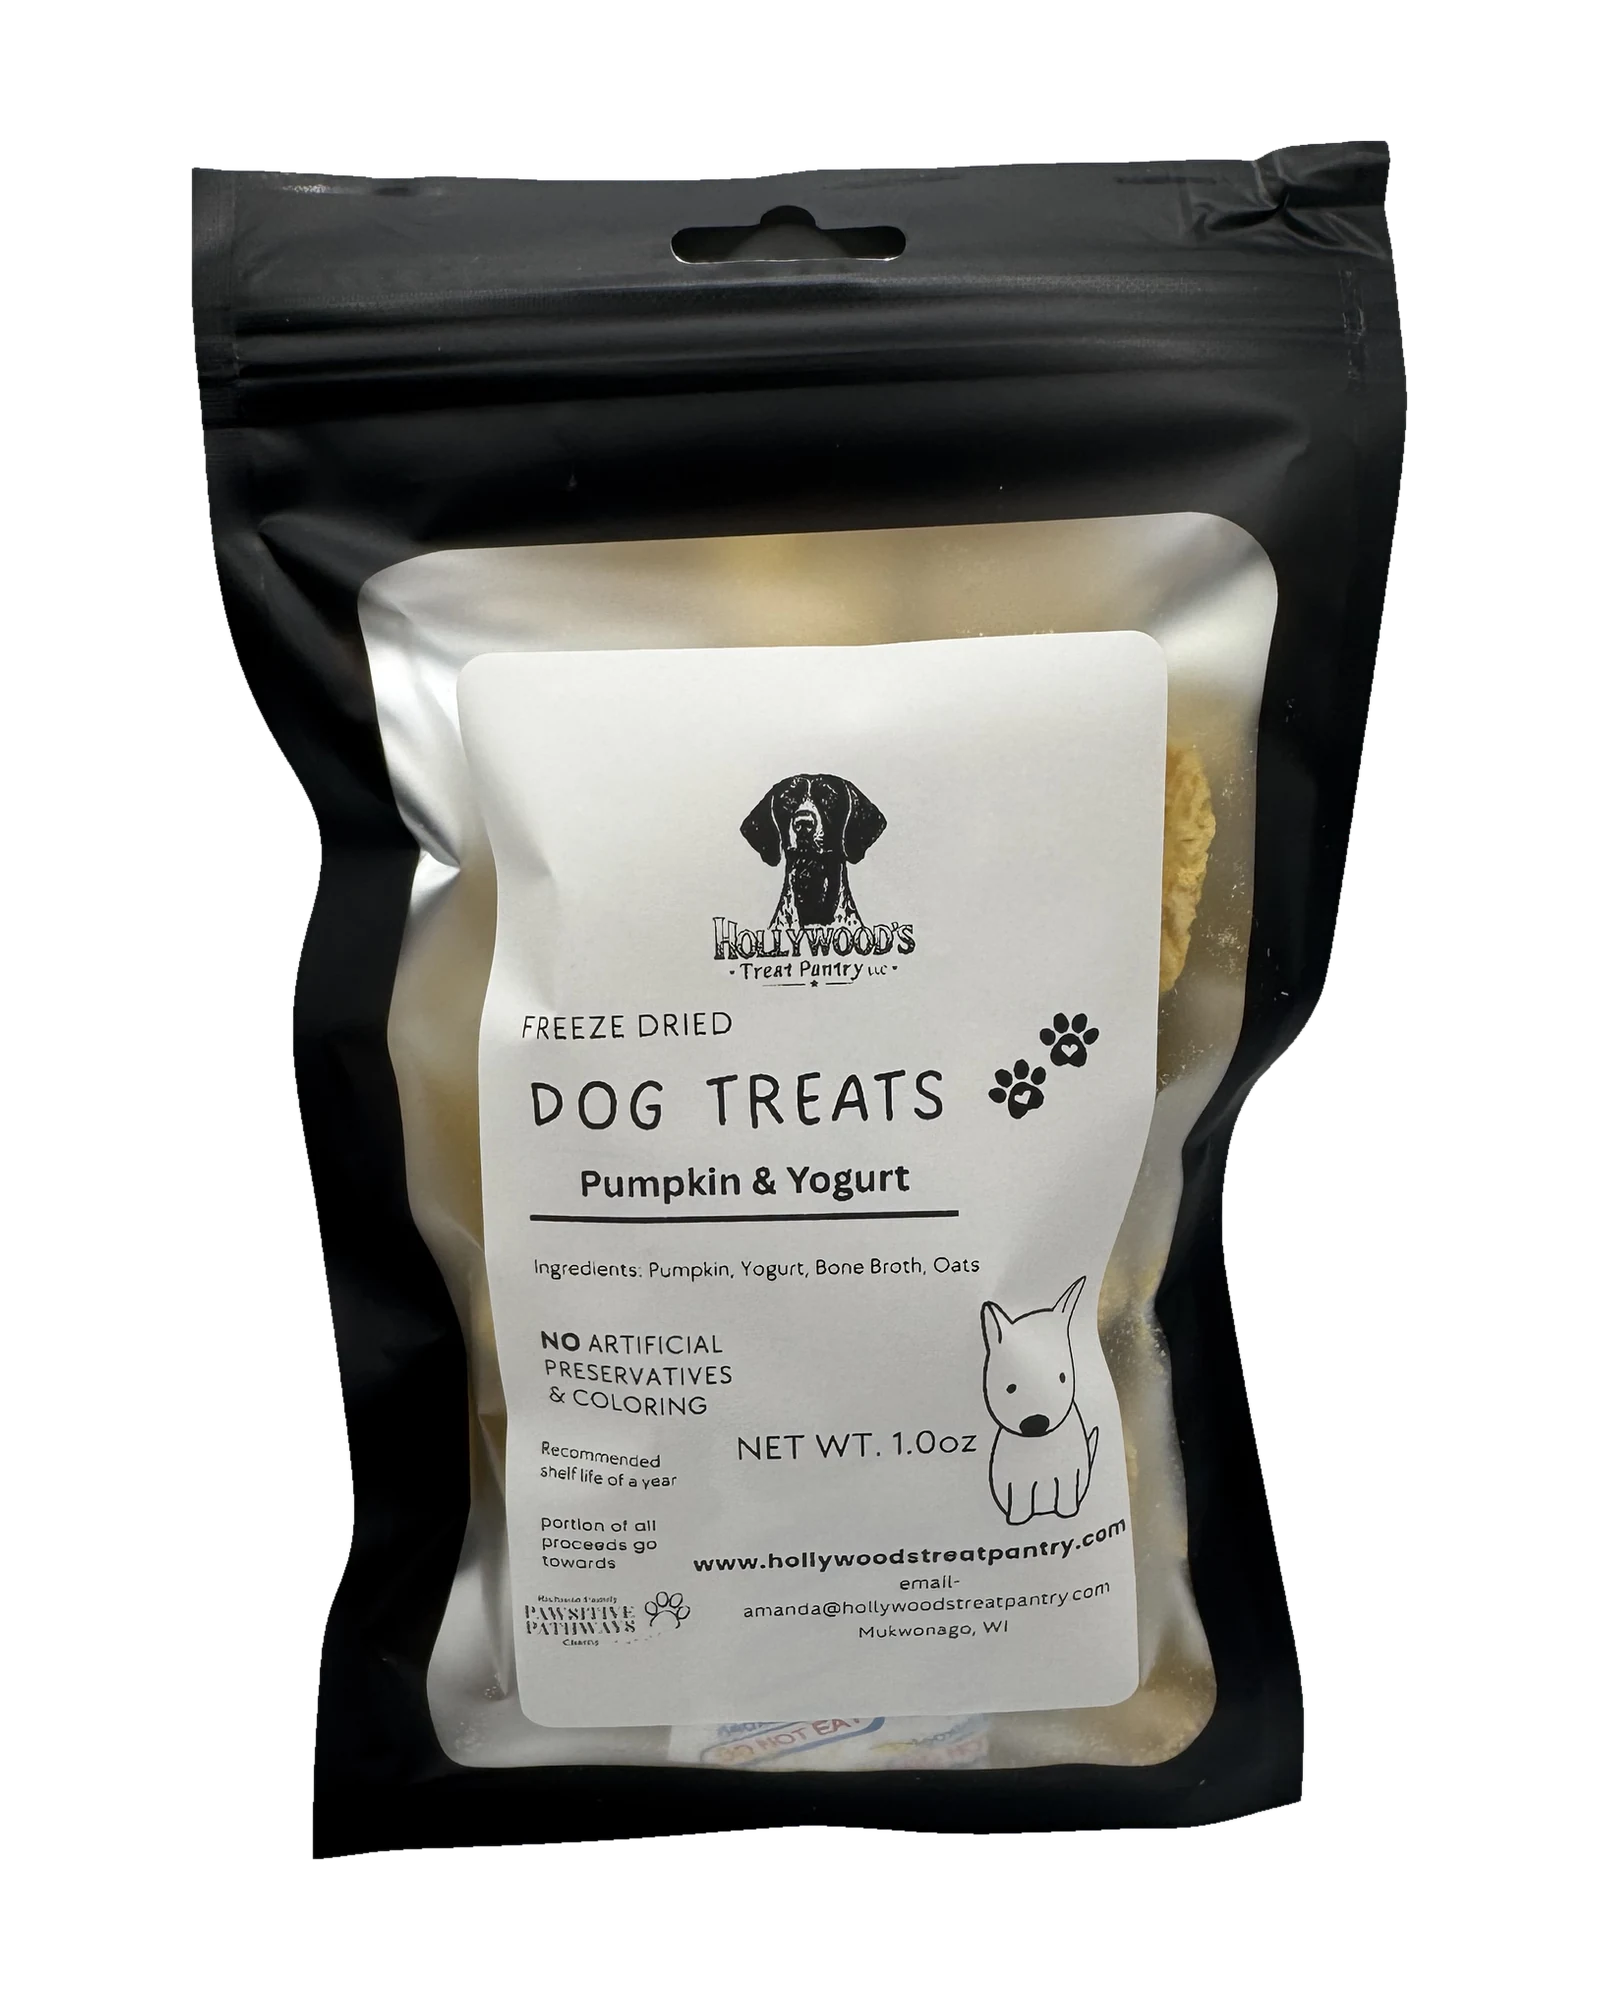 HOLLYWOOD'S
Treat Pantry LLC
FREEZE DRIED
DOG TREATS
Pumpkin & Yogurt
Ingredients: Pumpkin, Yogurt, Bone Broth, Oats
NO ARTIFICIAL
PRESERVATIVES
& COLORING
Recommended
shelf life of a year
NET WT. 1.0oz
portion of all
proceeds go
towards
PAWSITIVE
PATHWAYS
www.hollywoodstreatpantry.com
email-
amanda@hollywoodstreatpantry.com
Mukwonago, WI
DO NOT EAT